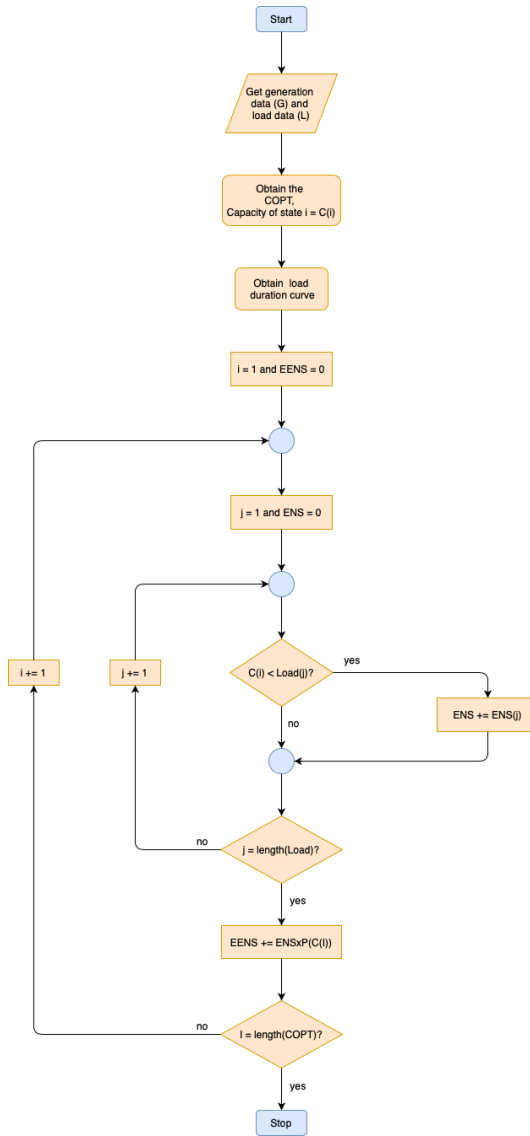 Start
Get generation
data (G) and
load data (L)
Obtain the
COPT,
Capacity of state i = C(i)
Obtain load
duration curve
i = 1 and EENS = 0
j = 1 and ENS = 0
i += 1
j += 1
C(i) < Load(j)?
yes
ENS += ENS(j)
no
j = length(Load)?
no
yes
EENS += ENSxP(C(I))
I = length(COPT)?
no
yes
Stop